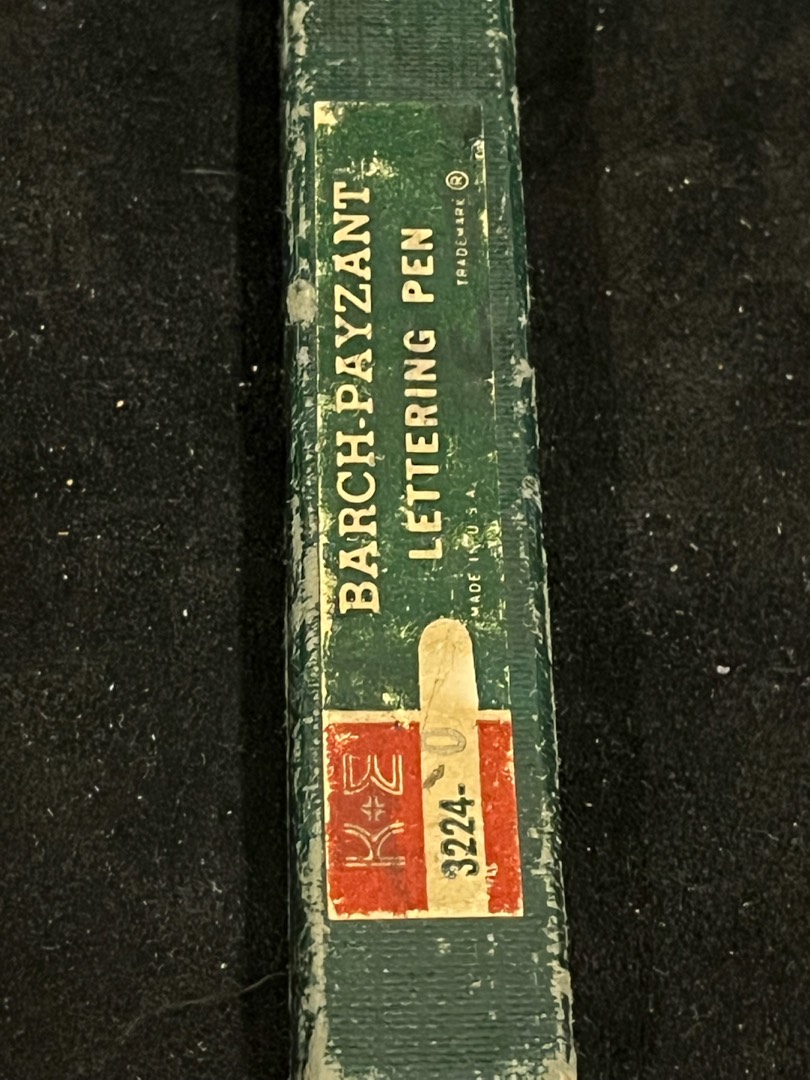 BARCH-PAYZANT
LETTERING PEN
TRADEMARK ®
MADE IN U.S.A.
K+E
3224- 0